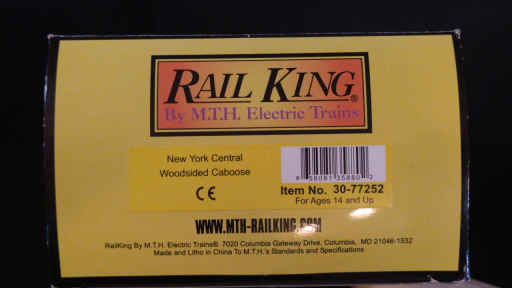 RAIL KING®
By M.T.H. Electric Trains
New York Central
Woodsided Caboose
CE
Item No. 30-77252
For Ages 14 and Up
WWW.MTH-RAILKING.COM
RailKing By M.T.H. Electric Trains® 7020 Columbia Gateway Drive, Columbia, MD 21046-1532
Made and Litho in China To M.T.H.'s Standards and Specifications